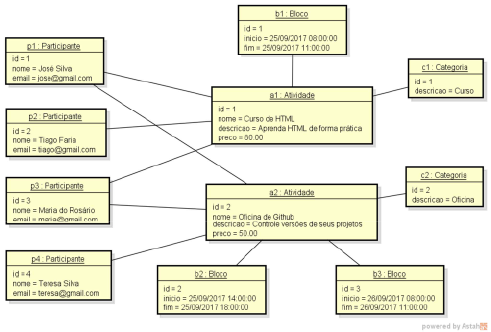 b1 : Bloco
id = 1
inicio = 25/09/2017 08:00:00
fim = 25/09/2017 11:00:00
p1 : Participante
id = 1
nome = José Silva
email = jose@gmail.com
c1 : Categoria
id = 1
descricao = Curso
a1 : Atividade
id = 1
nome = Curso de HTML
descricao = Aprenda HTML de forma prática
preco = 80.00
p2 : Participante
id = 2
nome = Tiago Faria
email = tiago@gmail.com
p3 : Participante
id = 3
nome = Maria do Rosário
email = maria@gmail.com
c2 : Categoria
id = 2
descricao = Oficina
a2 : Atividade
id = 2
nome = Oficina de Github
descricao = Controle versões de seus projetos
preco = 50.00
p4 : Participante
id = 4
nome = Teresa Silva
email = teresa@gmail.com
b2 : Bloco
id = 2
inicio = 25/09/2017 14:00:00
fim = 25/09/2017 18:00:00
b3 : Bloco
id = 3
inicio = 26/09/2017 08:00:00
fim = 26/09/2017 11:00:00
powered by Astah